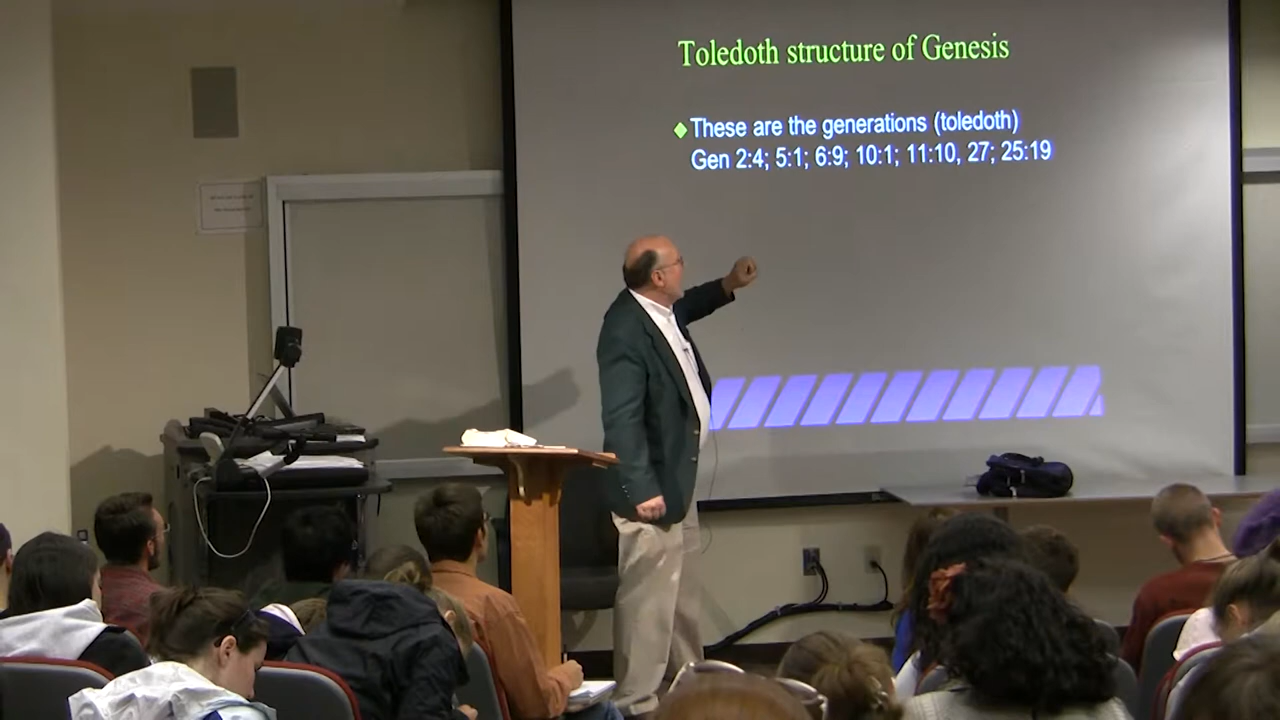 Toledoth structure of Genesis
These are the generations (toledoth)
Gen 2:4; 5:1; 6:9; 10:1; 11:10, 27; 25:19